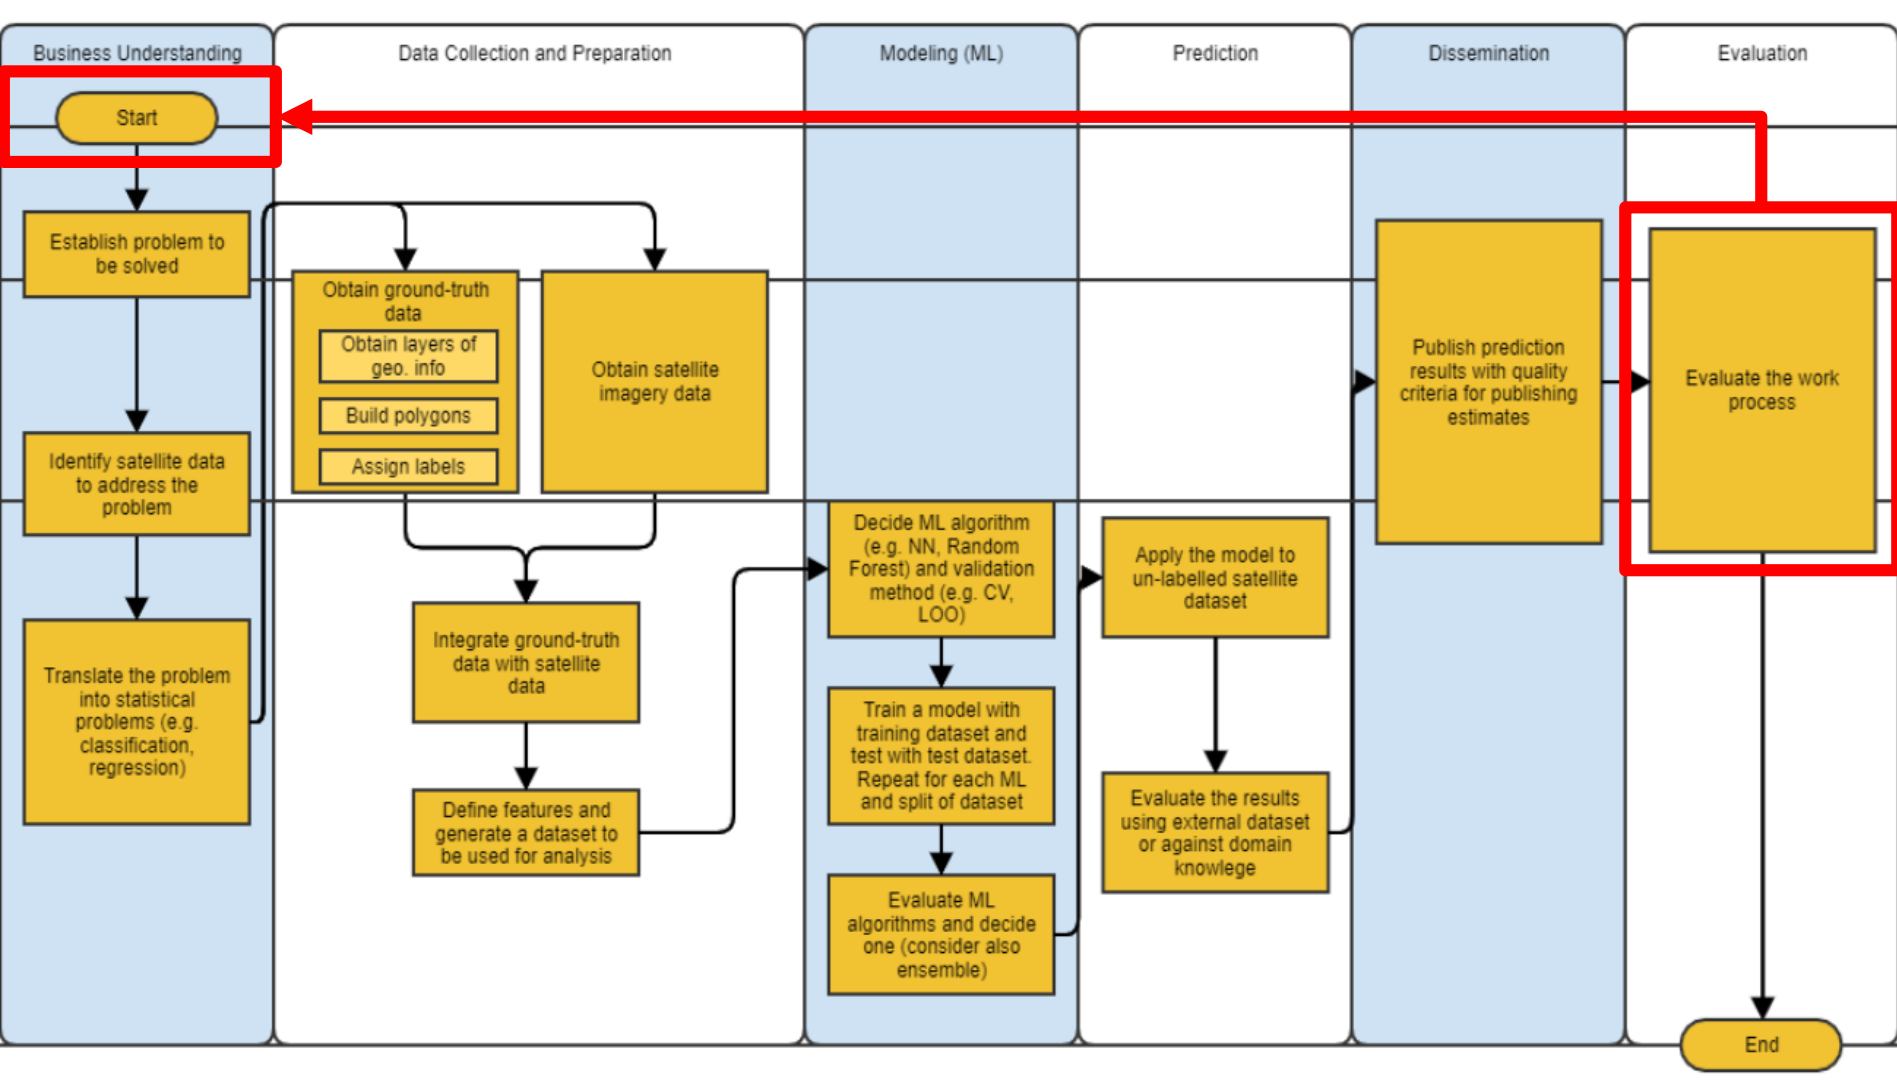 Business Understanding
Data Collection and Preparation
Modeling (ML)
Prediction
Dissemination
Evaluation
Start
Establish problem to
be solved
Identify satellite data
to address the
problem
Translate the problem
into statistical
problems (e.g.
classification,
regression)
Obtain ground-truth
data
Obtain layers of
geo. info
Build polygons
Assign labels
Obtain satellite
imagery data
Integrate ground-truth
data with satellite
data
Define features and
generate a dataset to
be used for analysis
Decide ML algorithm
(e.g. NN, Random
Forest) and validation
method (e.g. CV,
LOO)
Train a model with
training dataset and
test with test dataset.
Repeat for each ML
and split of dataset
Evaluate ML
algorithms and decide
one (consider also
ensemble)
Apply the model to
un-labelled satellite
dataset
Evaluate the results
using external dataset
or against domain
knowlege
Publish prediction
results with quality
criteria for publishing
estimates
Evaluate the work
process
End